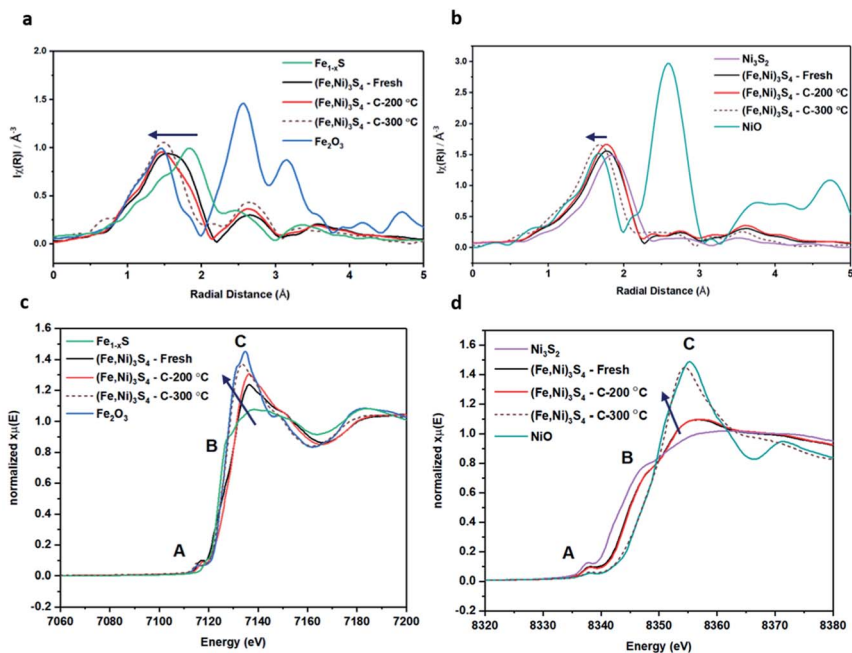 a
1.5
1.0
0.5
0.0
I𝜒(R)I / Å⁻³
Fe₁₋ₓS
(Fe,Ni)₃S₄ - Fresh
(Fe,Ni)₃S₄ - C-200 °C
(Fe,Ni)₃S₄ - C-300 °C
Fe₂O₃
0 1 2 3 4 5
Radial Distance (Å)
b
3.0
2.5
2.0
1.5
1.0
0.5
0.0
I𝜒(R)I / Å⁻³
Ni₃S₂
(Fe,Ni)₃S₄ - Fresh
(Fe,Ni)₃S₄ - C-200 °C
(Fe,Ni)₃S₄ - C-300 °C
NiO
0 1 2 3 4 5
Radial Distance (Å)
c
1.6
1.4
1.2
1.0
0.8
0.6
0.4
0.2
0.0
-0.2
normalized xμ(E)
Fe₁₋ₓS
(Fe,Ni)₃S₄ - Fresh
(Fe,Ni)₃S₄ - C-200 °C
(Fe,Ni)₃S₄ - C-300 °C
Fe₂O₃
C
B
A
7060 7080 7100 7120 7140 7160 7180 7200
Energy (eV)
d
1.6
1.4
1.2
1.0
0.8
0.6
0.4
0.2
0.0
-0.2
normalized xμ(E)
Ni₃S₂
(Fe,Ni)₃S₄ - Fresh
(Fe,Ni)₃S₄ - C-200 °C
(Fe,Ni)₃S₄ - C-300 °C
NiO
C
B
A
8320 8330 8340 8350 8360 8370 8380
Energy (eV)